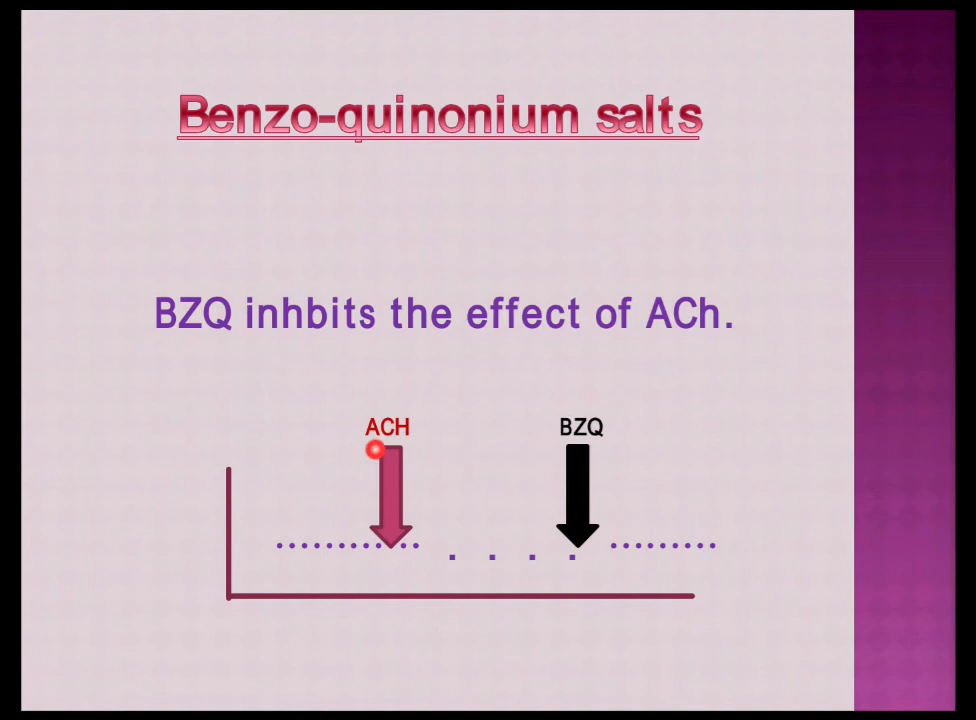 Benzo-quinonium salts
BZQ inhbits the effect of ACh.
ACH BZQ